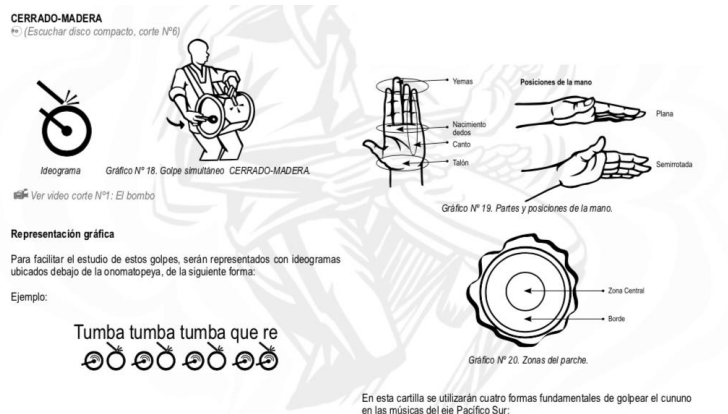 CERRADO-MADERA
(Escuchar disco compacto, corte Nº6)
Ideograma
Gráfico Nº 18. Golpe simultáneo CERRADO-MADERA.
Ver video corte Nº1: El bombo
Representación gráfica
Para facilitar el estudio de estos golpes, serán representados con ideogramas
ubicados debajo de la onomatopeya, de la siguiente forma:
Ejemplo:
Tumba tumba tumba que re
Yemas
Nacimiento
dedos
Canto
Talón
Posiciones de la mano
Plana
Semirrotada
Gráfico Nº 19. Partes y posiciones de la mano.
Zona Central
Borde
Gráfico Nº 20. Zonas del parche.
En esta cartilla se utilizarán cuatro formas fundamentales de golpear el cununo
en las músicas del eje Pacífico Sur: